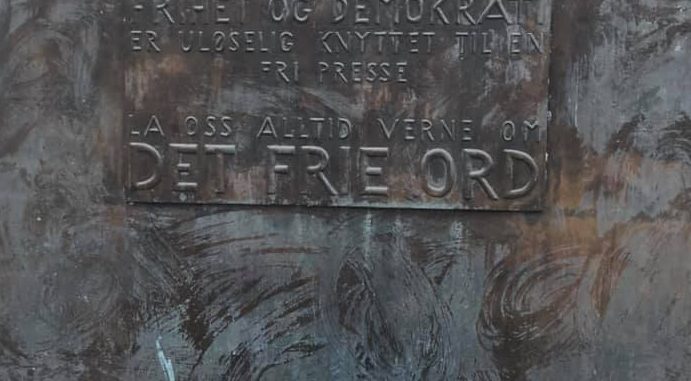 FRIHET OG DEMOKRATI
ER ULØSELIG KNYTTET TIL EN
FRI PRESSE
LA OSS ALLTID VERNE OM
DET FRIE ORD